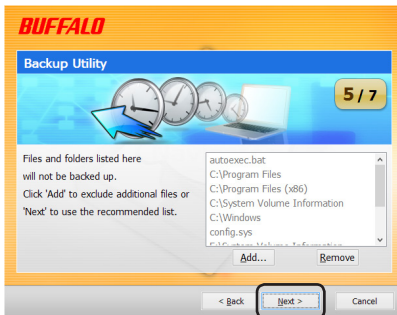 BUFFALO
Backup Utility
5 / 7
Files and folders listed here
will not be backed up.
Click 'Add' to exclude additional files or
'Next' to use the recommended list.
autoexec.bat
C:\Program Files
C:\Program Files (x86)
C:\System Volume Information
C:\Windows
config.sys
Add...
Remove
< Back
Next >
Cancel